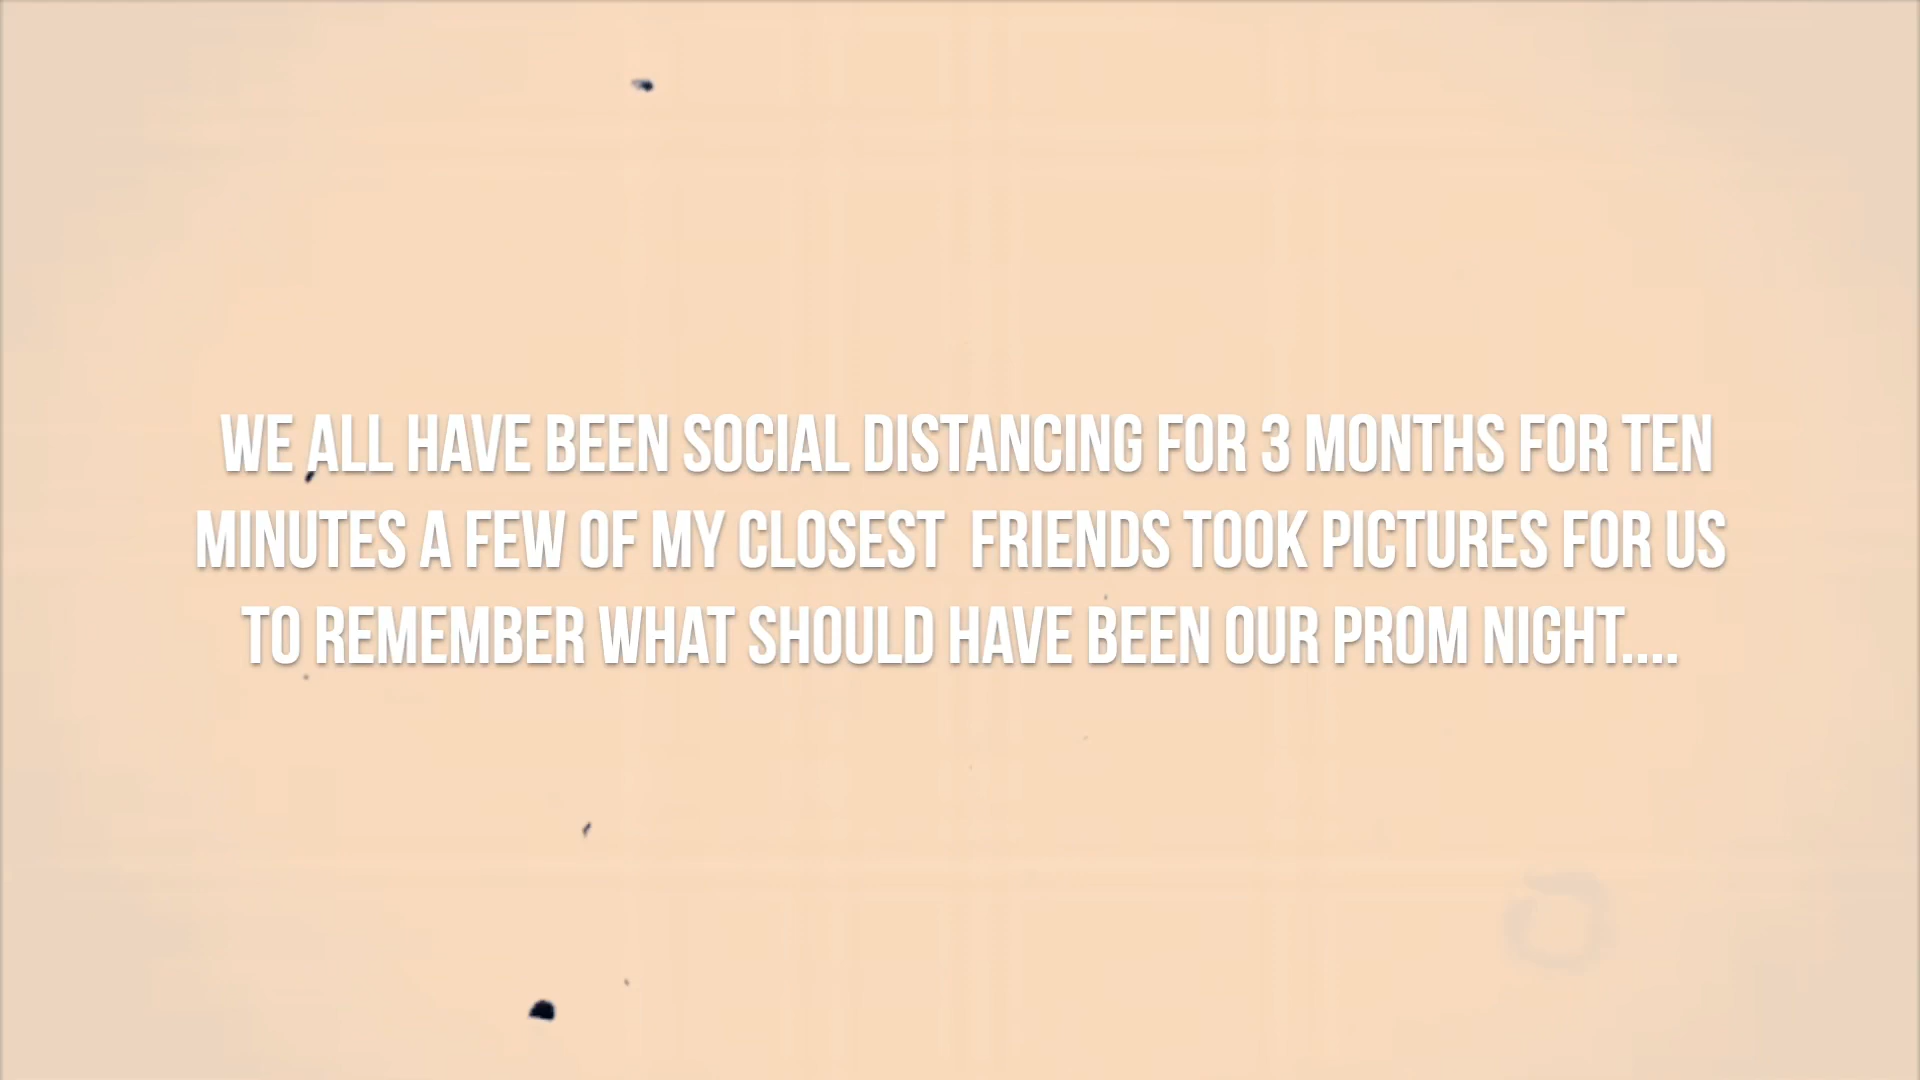 WE ALL HAVE BEEN SOCIAL DISTANCING FOR 3 MONTHS FOR TEN
MINUTES A FEW OF MY CLOSEST  FRIENDS TOOK PICTURES FOR US
TO REMEMBER WHAT SHOULD HAVE BEEN OUR PROM NIGHT....